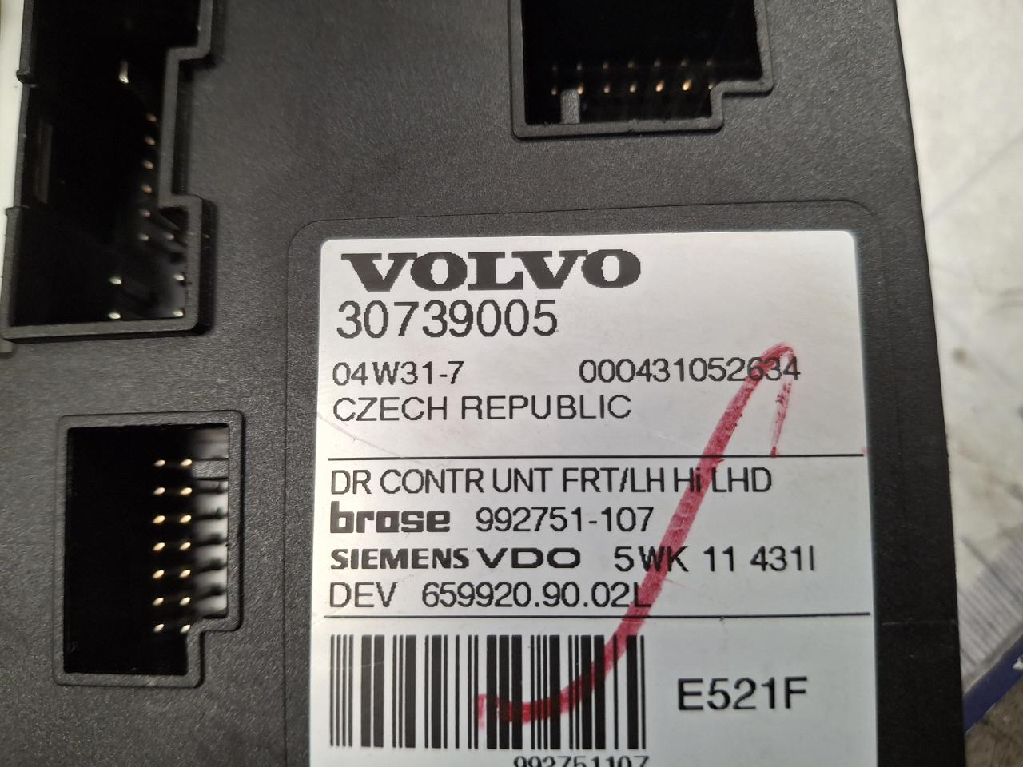 VOLVO
30739005
04W31-7 000431052634
CZECH REPUBLIC
DR CONTR UNT FRT/LH Hi LHD
brose 992751-107
SIEMENS VDO 5WK 11 431I
DEV 659920.90.02L
E521F
992751107